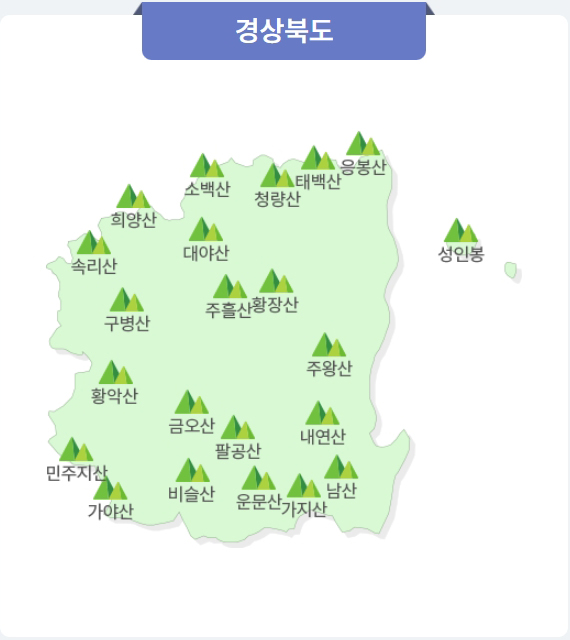 경상북도
응봉산
태백산
소백산
청량산
희양산
대야산
성인봉
속리산
주흘산
황장산
구병산
주왕산
황악산
금오산
내연산
팔공산
민주지산
비슬산
남산
운문산
가지산
가야산